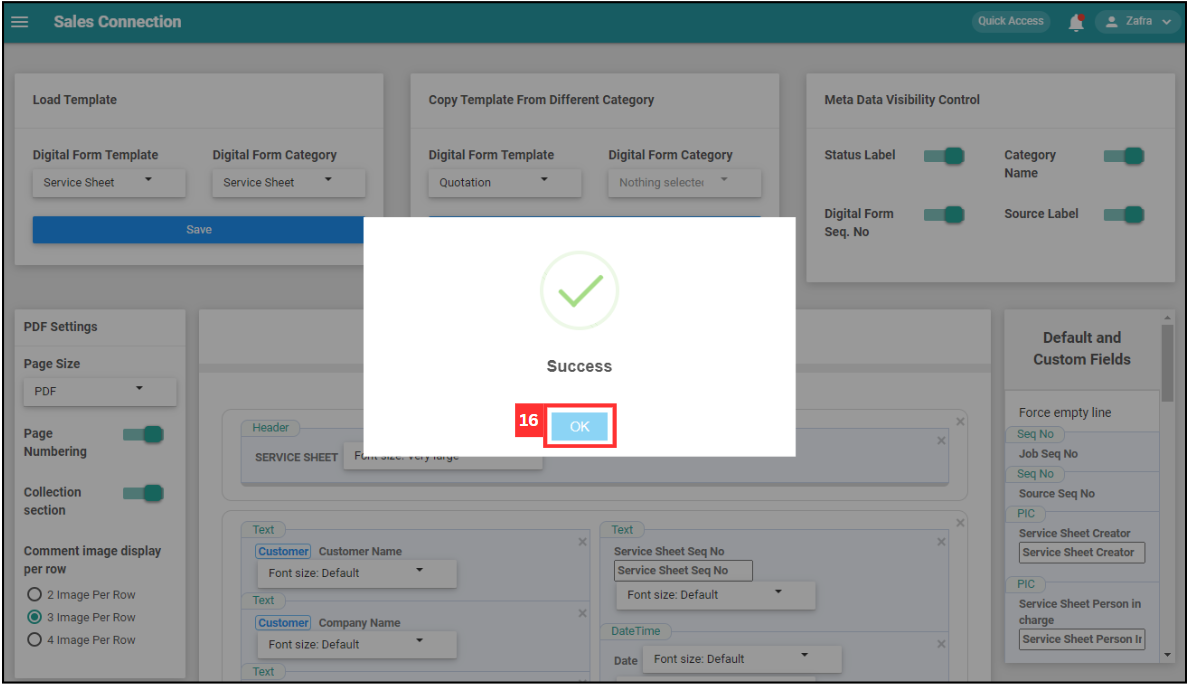 Sales Connection
Quick Access
Zafra
Load Template
Digital Form Template
Digital Form Category
Service Sheet
Service Sheet
Save
Copy Template From Different Category
Digital Form Template
Digital Form Category
Quotation
Nothing selected
Meta Data Visibility Control
Status Label
Category
Name
Digital Form
Seq. No
Source Label
Success
16
OK
PDF Settings
Page Size
PDF
Page
Numbering
Collection
section
Comment image display
per row
2 Image Per Row
3 Image Per Row
4 Image Per Row
Header
SERVICE SHEET
Font size: Very large
Text
Customer Customer Name
Font size: Default
Text
Customer Company Name
Font size: Default
Text
Text
Service Sheet Seq No
Service Sheet Seq No
Font size: Default
DateTime
Date
Font size: Default
Default and
Custom Fields
Force empty line
Seq No
Job Seq No
Seq No
Source Seq No
PIC
Service Sheet Creator
Service Sheet Creator
PIC
Service Sheet Person in
charge
Service Sheet Person Ir